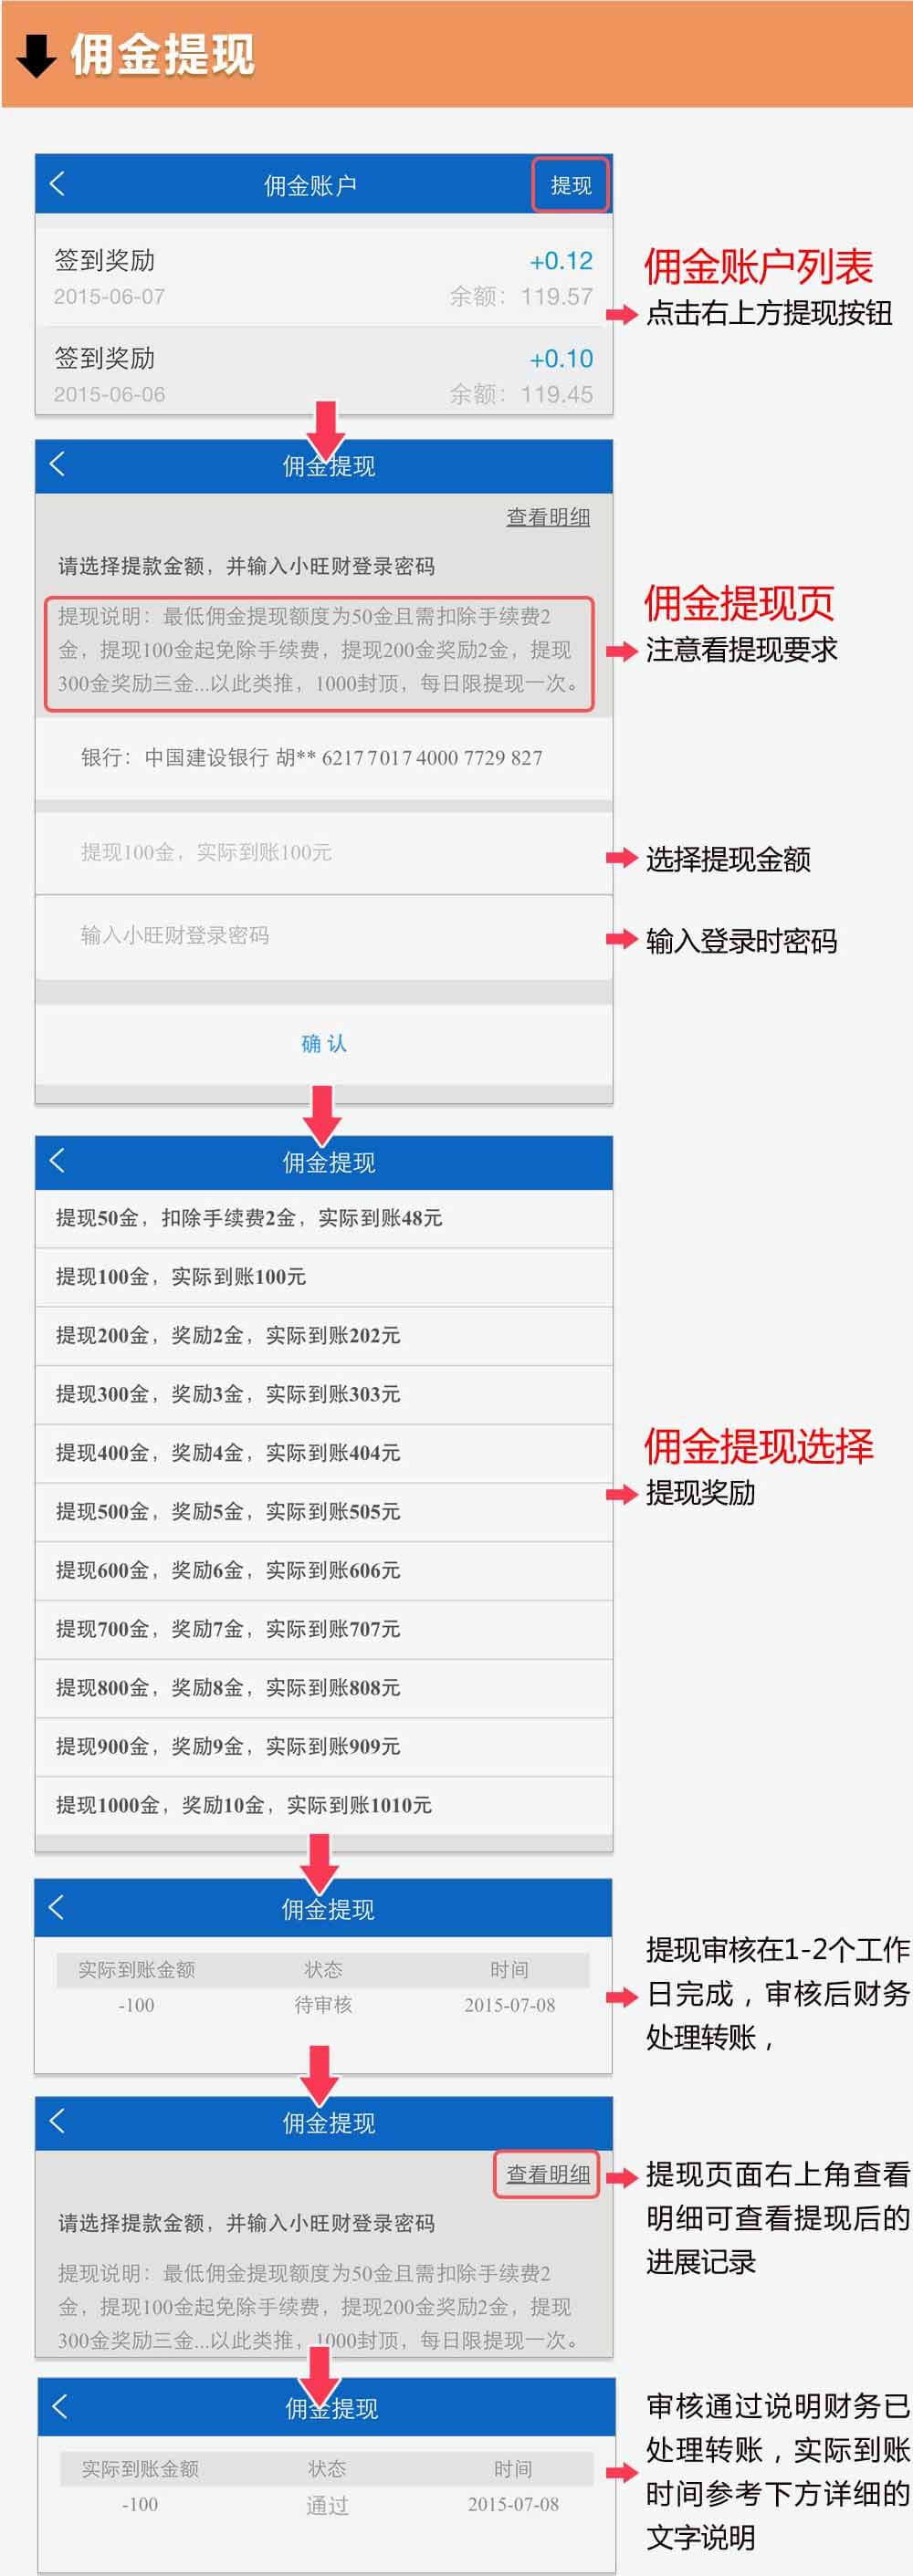 佣金提现
佣金账户
提现
签到奖励
+0.12
2015-06-07
余额：119.57
签到奖励
+0.10
2015-06-06
余额：119.45
佣金账户列表
点击右上方提现按钮
佣金提现
查看明细
请选择提款金额，并输入小旺财登录密码
提现说明：最低佣金提现额度为50金且需扣除手续费2
金，提现100金起免除手续费，提现200金奖励2金，提现
300金奖励三金...以此类推，1000封顶，每日限提现一次。
佣金提现页
注意看提现要求
银行：中国建设银行 胡** 6217 7017 4000 7729 827
提现100金，实际到账100元
选择提现金额
输入小旺财登录密码
输入登录时密码
确 认
佣金提现
提现50金，扣除手续费2金，实际到账48元
提现100金，实际到账100元
提现200金，奖励2金，实际到账202元
提现300金，奖励3金，实际到账303元
提现400金，奖励4金，实际到账404元
提现500金，奖励5金，实际到账505元
提现600金，奖励6金，实际到账606元
提现700金，奖励7金，实际到账707元
提现800金，奖励8金，实际到账808元
提现900金，奖励9金，实际到账909元
提现1000金，奖励10金，实际到账1010元
佣金提现选择
提现奖励
佣金提现
实际到账金额 状态 时间
-100 待审核 2015-07-08
提现审核在1-2个工作
日完成，审核后财务
处理转账，
佣金提现
查看明细
请选择提款金额，并输入小旺财登录密码
提现说明：最低佣金提现额度为50金且需扣除手续费2
金，提现100金起免除手续费，提现200金奖励2金，提现
300金奖励三金...以此类推，1000封顶，每日限提现一次。
提现页面右上角查看
明细可查看提现后的
进展记录
佣金提现
实际到账金额 状态 时间
-100 通过 2015-07-08
审核通过说明财务已
处理转账，实际到账
时间参考下方详细的
文字说明